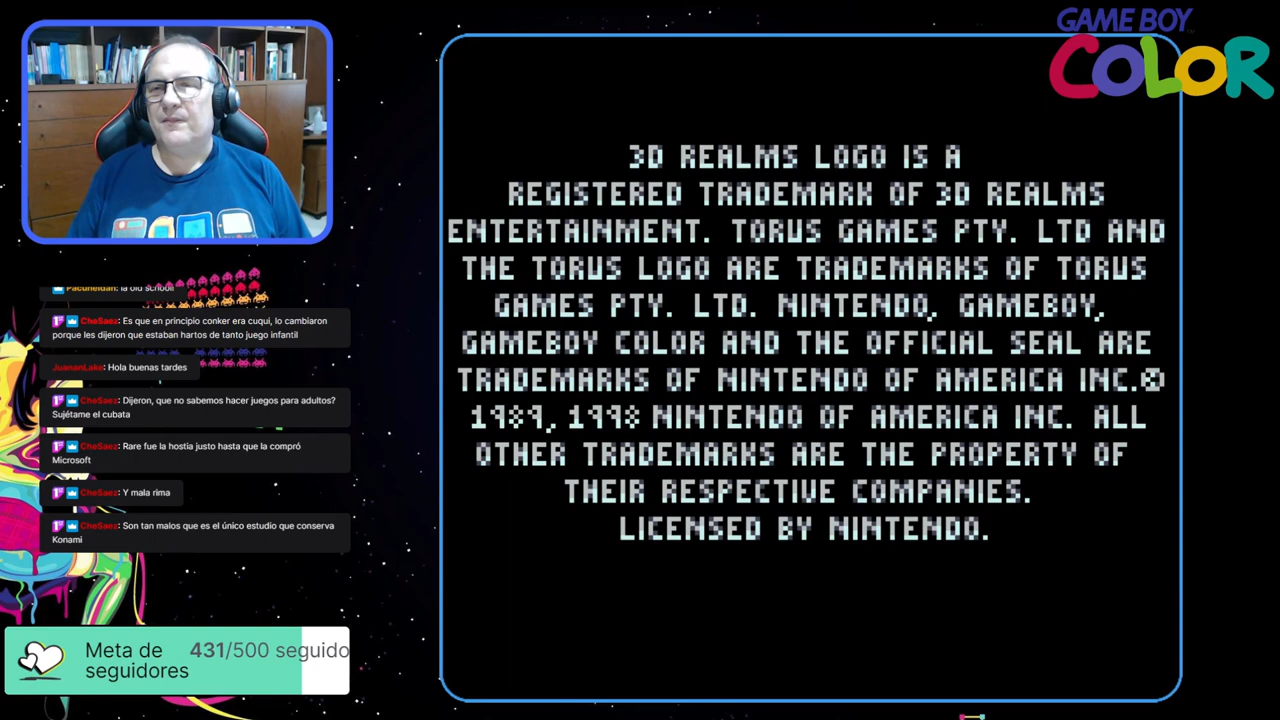 GAME BOY
COLOR
3D REALMS LOGO IS A
REGISTERED TRADEMARK OF 3D REALMS
ENTERTAINMENT. TORUS GAMES PTY. LTD AND
THE TORUS LOGO ARE TRADEMARKS OF TORUS
GAMES PTY. LTD. NINTENDO, GAMEBOY,
GAMEBOY COLOR AND THE OFFICIAL SEAL ARE
TRADEMARKS OF NINTENDO OF AMERICA INC.©
1989, 1998 NINTENDO OF AMERICA INC. ALL
OTHER TRADEMARKS ARE THE PROPERTY OF
THEIR RESPECTIVE COMPANIES.
LICENSED BY NINTENDO.
la old school
CheSaez: Es que en principio conker era cuqui, lo cambiaron
porque les dijeron que estaban hartos de tanto juego infantil
JuananLake: Hola buenas tardes
CheSaez: Dijeron, que no sabemos hacer juegos para adultos?
Sujétame el cubata
CheSaez: Rare fue la hostia justo hasta que la compró
Microsoft
CheSaez: Y mala rima
CheSaez: Son tan malos que es el único estudio que conserva
Konami
Meta de 431/500 seguido
seguidores